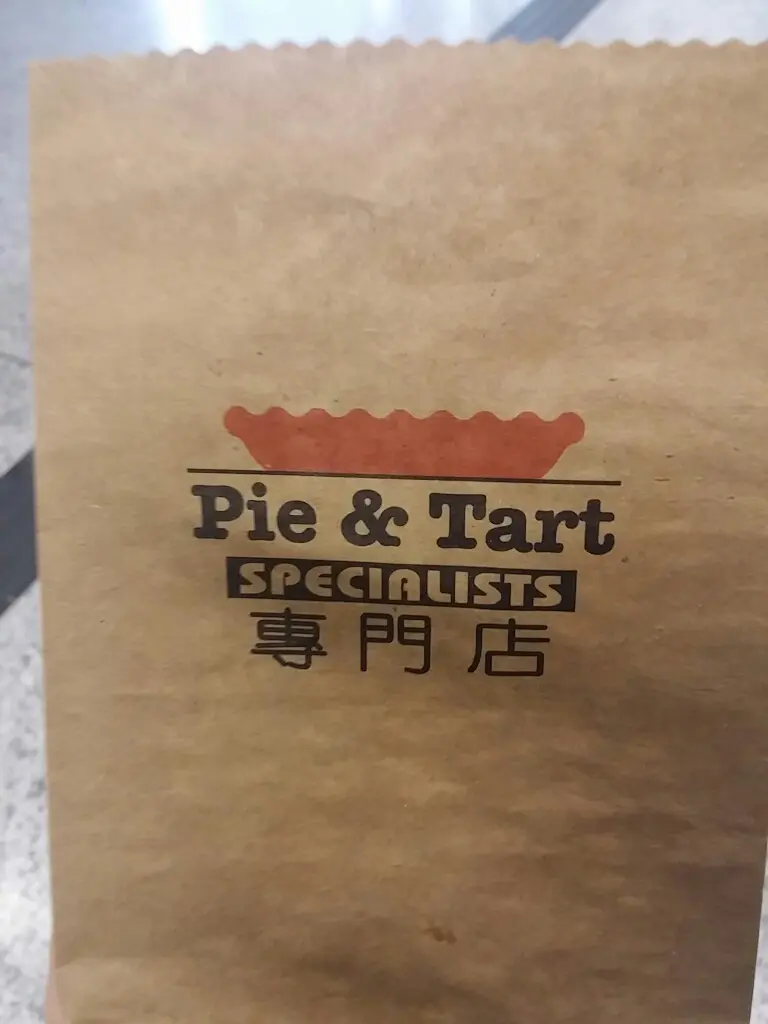 Pie & Tart
SPECIALISTS
專門店